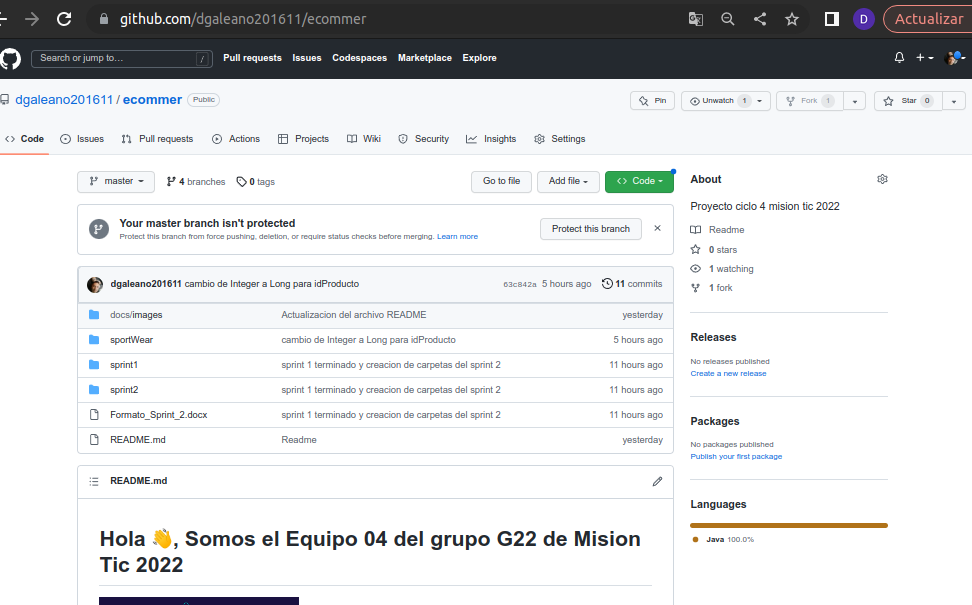 github.com/dgaleano201611/ecommer
D
Actualizar
Search or jump to…
/
Pull requests Issues Codespaces Marketplace Explore
dgaleano201611 / ecommer Public
Pin
Unwatch 1
Fork 1
Star 0
Code Issues Pull requests Actions Projects Wiki Security Insights Settings
master 4 branches 0 tags
Go to file Add file Code
Your master branch isn't protected
Protect this branch from force pushing, deletion, or require status checks before merging. Learn more
Protect this branch
dgaleano201611 cambio de Integer a Long para idProducto 63c842a 5 hours ago 11 commits
docs/images Actualizacion del archivo README yesterday
sportWear cambio de Integer a Long para idProducto 5 hours ago
sprint1 sprint 1 terminado y creacion de carpetas del sprint 2 11 hours ago
sprint2 sprint 1 terminado y creacion de carpetas del sprint 2 11 hours ago
Formato_Sprint_2.docx sprint 1 terminado y creacion de carpetas del sprint 2 11 hours ago
README.md Readme yesterday
README.md
Hola 👋, Somos el Equipo 04 del grupo G22 de Mision
Tic 2022
About
Proyecto ciclo 4 mision tic 2022
Readme
0 stars
1 watching
1 fork
Releases
No releases published
Create a new release
Packages
No packages published
Publish your first package
Languages
Java 100.0%